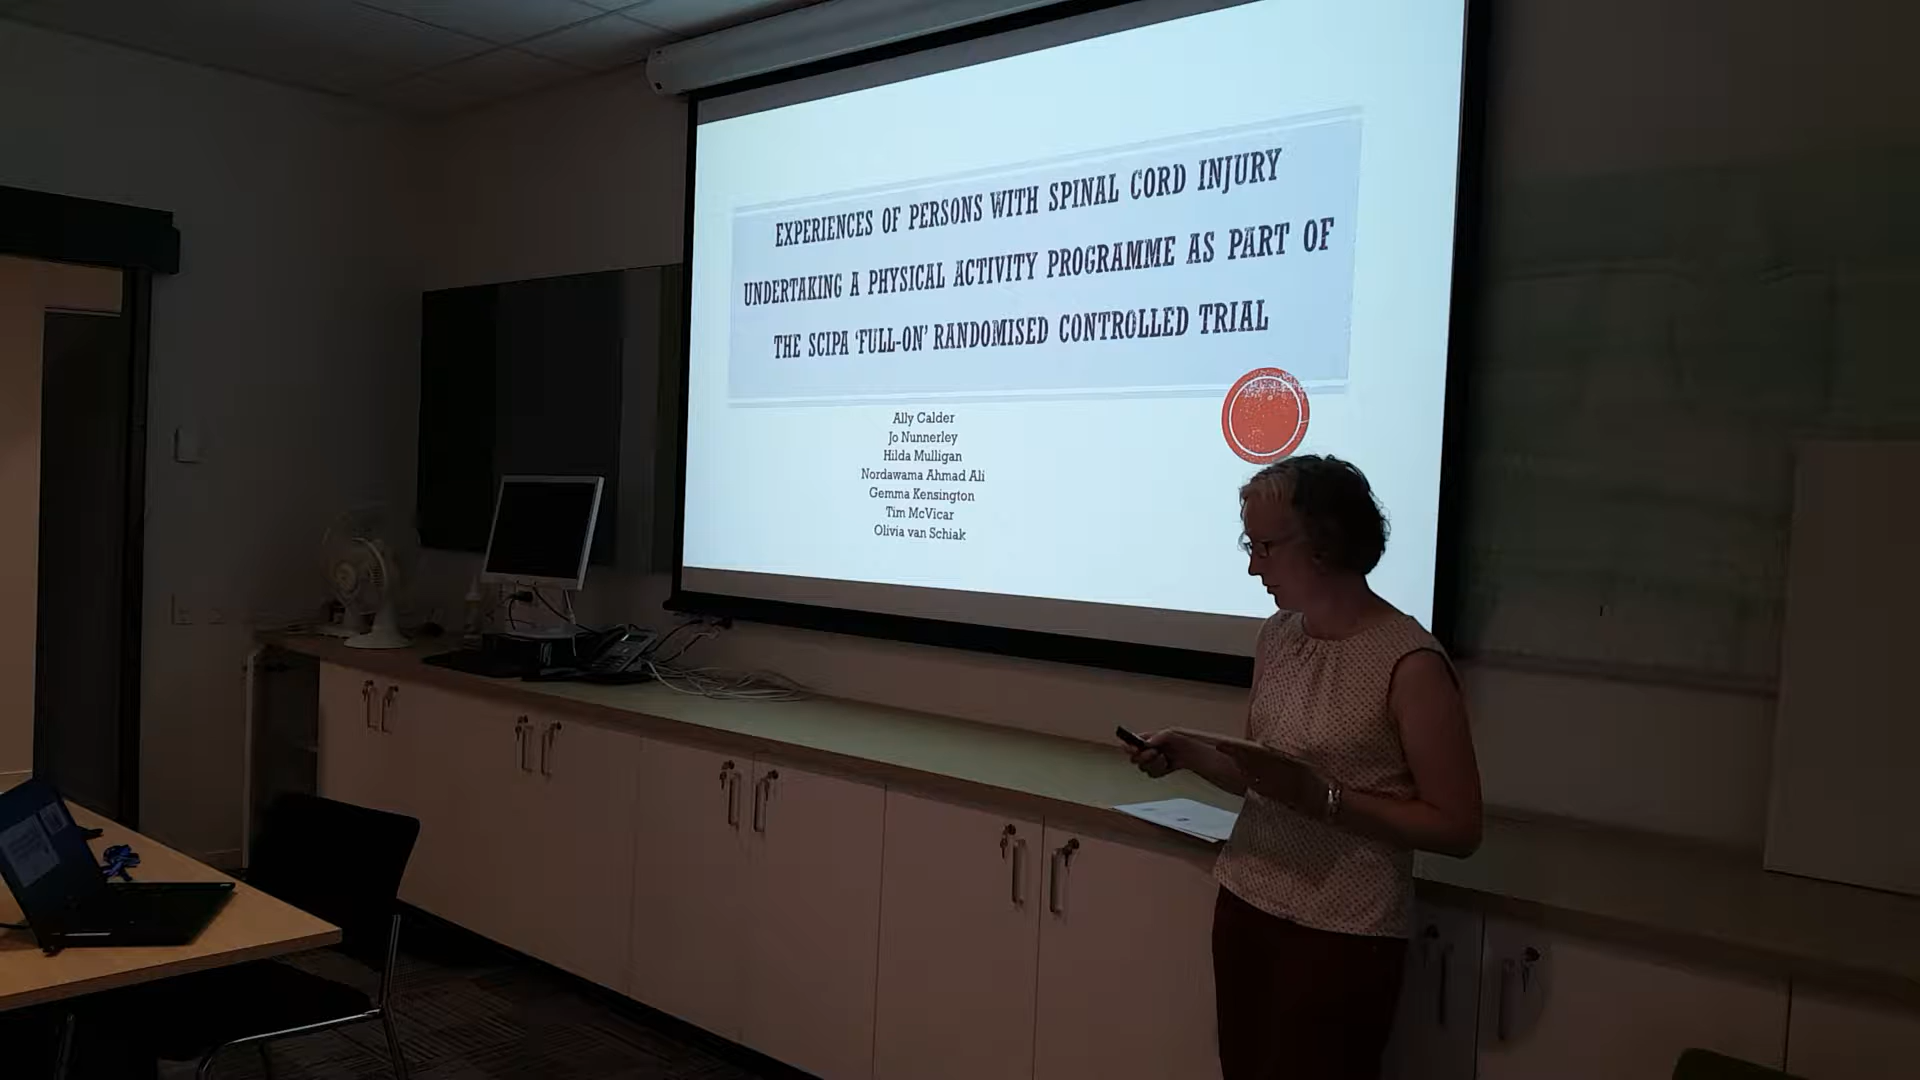 EXPERIENCES OF PERSONS WITH SPINAL CORD INJURY
UNDERTAKING A PHYSICAL ACTIVITY PROGRAMME AS PART OF
THE SCIPA ‘FULL-ON’ RANDOMISED CONTROLLED TRIAL
Ally Calder
Jo Nunnerley
Hilda Mulligan
Nordawama Ahmad Ali
Gemma Kensington
Tim McVicar
Olivia van Schiak